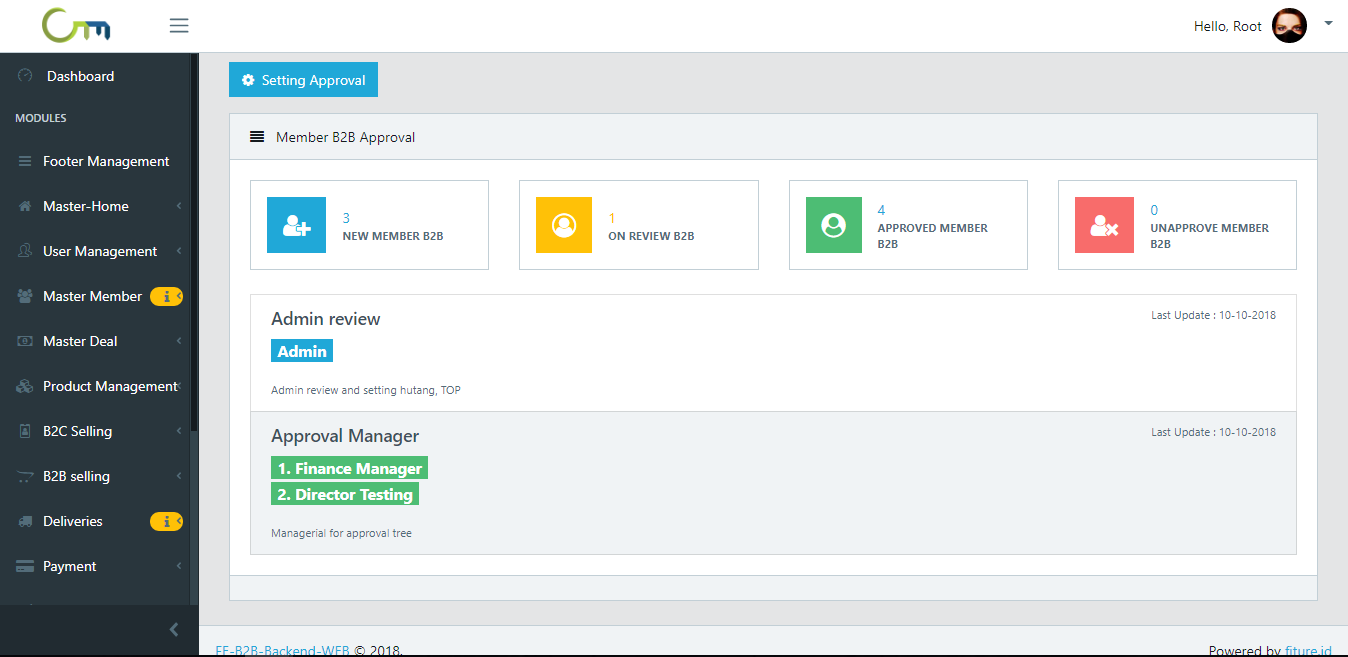 Hello, Root
Dashboard
MODULES
Footer Management
Master-Home
User Management
Master Member
Master Deal
Product Management
B2C Selling
B2B selling
Deliveries
Payment
Setting Approval
Member B2B Approval
3
NEW MEMBER B2B
1
ON REVIEW B2B
4
APPROVED MEMBER
B2B
0
UNAPPROVE MEMBER
B2B
Admin review
Last Update : 10-10-2018
Admin
Admin review and setting hutang, TOP
Approval Manager
Last Update : 10-10-2018
1. Finance Manager
2. Director Testing
Managerial for approval tree
FE-B2B-Backend-WEB © 2018.
Powered by fiture.id